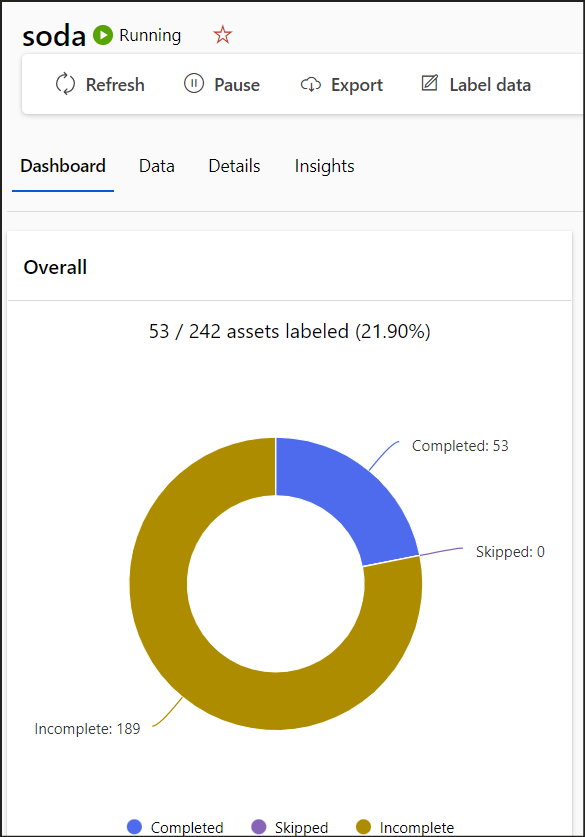 soda Running
Refresh Pause Export Label data
Dashboard Data Details Insights
Overall
53 / 242 assets labeled (21.90%)
Completed: 53
Skipped: 0
Incomplete: 189
Completed Skipped Incomplete